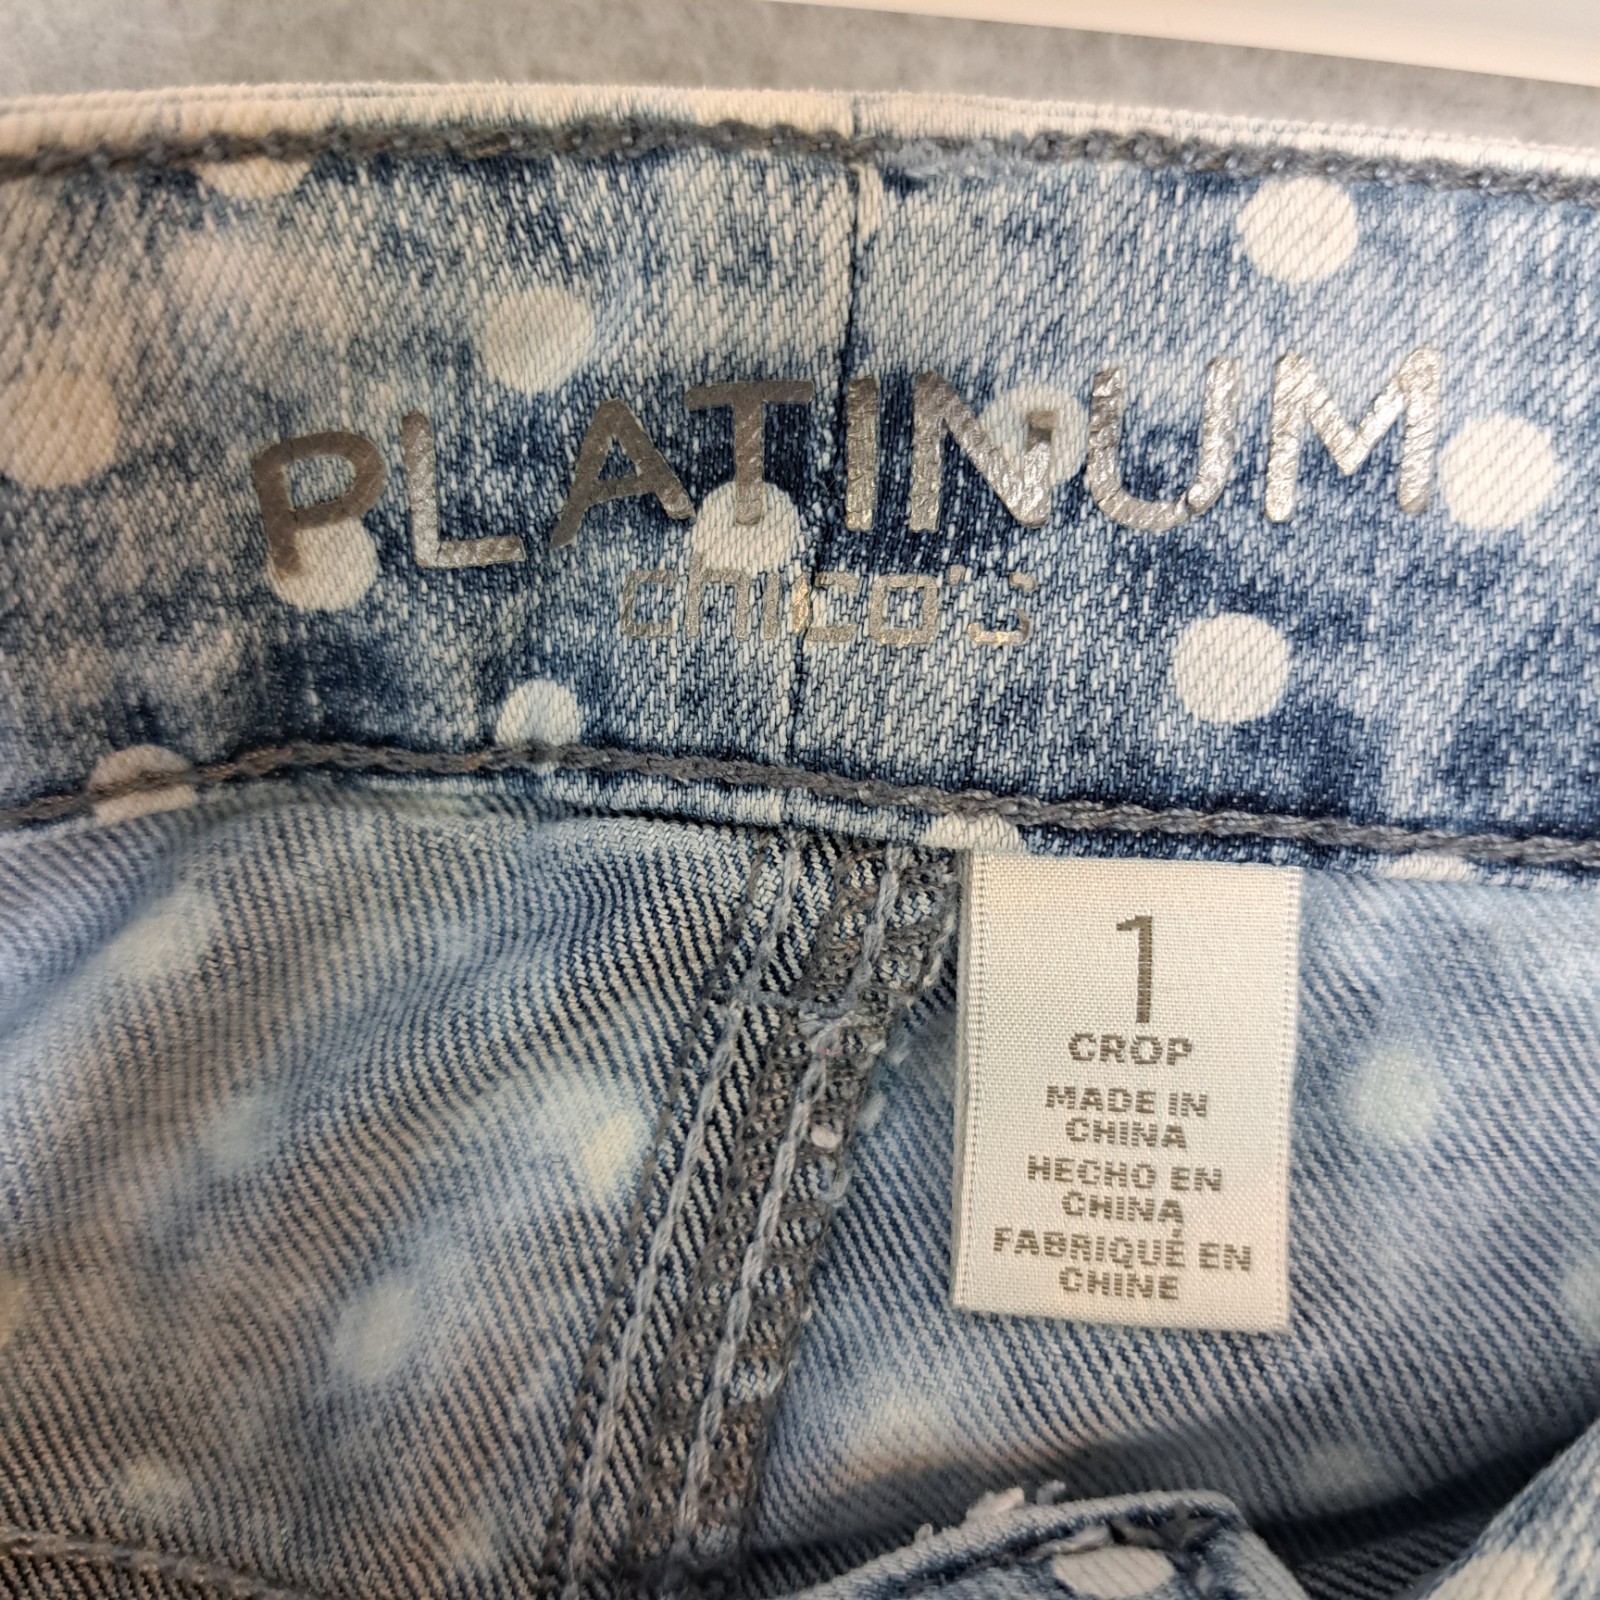 PLATINUM
chico's
1
CROP
MADE IN
CHINA
HECHO EN
CHINA
FABRIQUÉ EN
CHINE